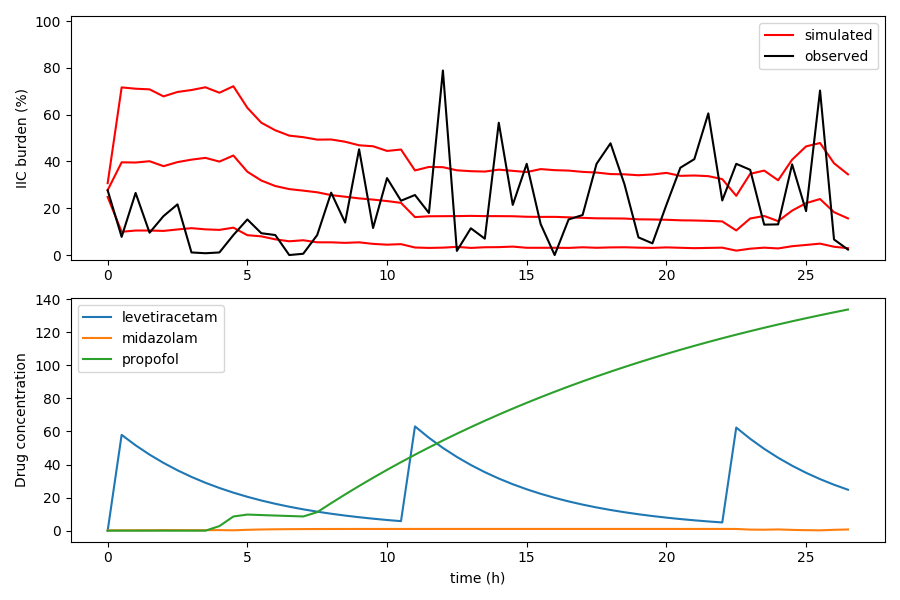 IIC burden (%)
100
80
60
40
20
0
simulated
observed
0 5 10 15 20 25
Drug concentration
140
120
100
80
60
40
20
0
levetiracetam
midazolam
propofol
0 5 10 15 20 25
time (h)